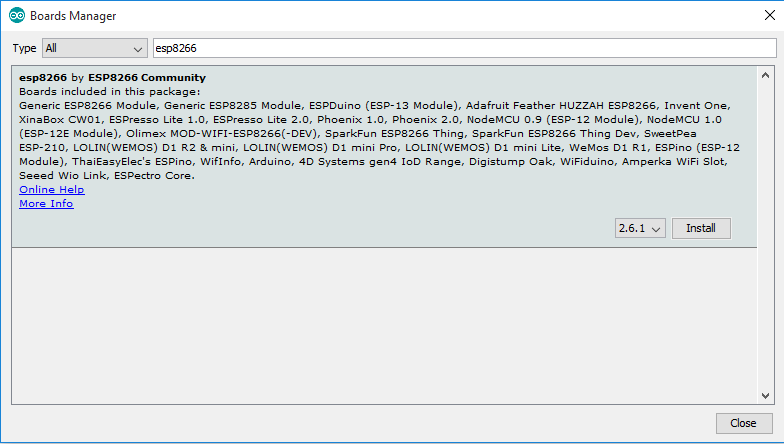 Boards Manager
Type All esp8266
esp8266 by ESP8266 Community
Boards included in this package:
Generic ESP8266 Module, Generic ESP8285 Module, ESPDuino (ESP-13 Module), Adafruit Feather HUZZAH ESP8266, Invent One,
XinaBox CW01, ESPresso Lite 1.0, ESPresso Lite 2.0, Phoenix 1.0, Phoenix 2.0, NodeMCU 0.9 (ESP-12 Module), NodeMCU 1.0
(ESP-12E Module), Olimex MOD-WIFI-ESP8266(-DEV), SparkFun ESP8266 Thing, SparkFun ESP8266 Thing Dev, SweetPea
ESP-210, LOLIN(WEMOS) D1 R2 & mini, LOLIN(WEMOS) D1 mini Pro, LOLIN(WEMOS) D1 mini Lite, WeMos D1 R1, ESPino (ESP-12
Module), ThaiEasyElec's ESPino, WifInfo, Arduino, 4D Systems gen4 IoD Range, Digistump Oak, WiFiduino, Amperka WiFi Slot,
Seeed Wio Link, ESPectro Core.
Online Help
More Info
2.6.1 Install
Close